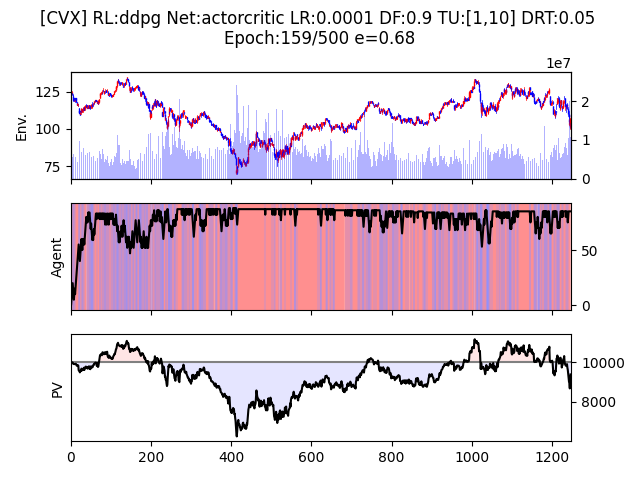 [CVX] RL:ddpg Net:actorcritic LR:0.0001 DF:0.9 TU:[1,10] DRT:0.05
Epoch:159/500 e=0.68
1e7
125
100
75
Env.
2
1
0
Agent
50
0
PV
10000
8000
0 200 400 600 800 1000 1200